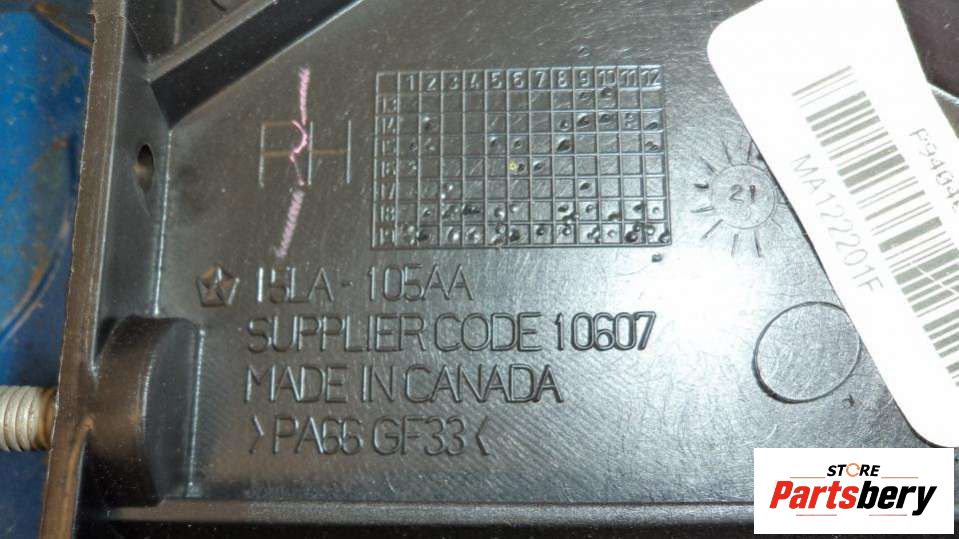 1 2 3 4 5 6 7 8 9 10 11 12
13
14
15
16
17
18
19
RH
21
MA122201F
15LA - 105AA
SUPPLIER CODE 10607
MADE IN CANADA
>PA66 GF33<
STORE
Partsbery